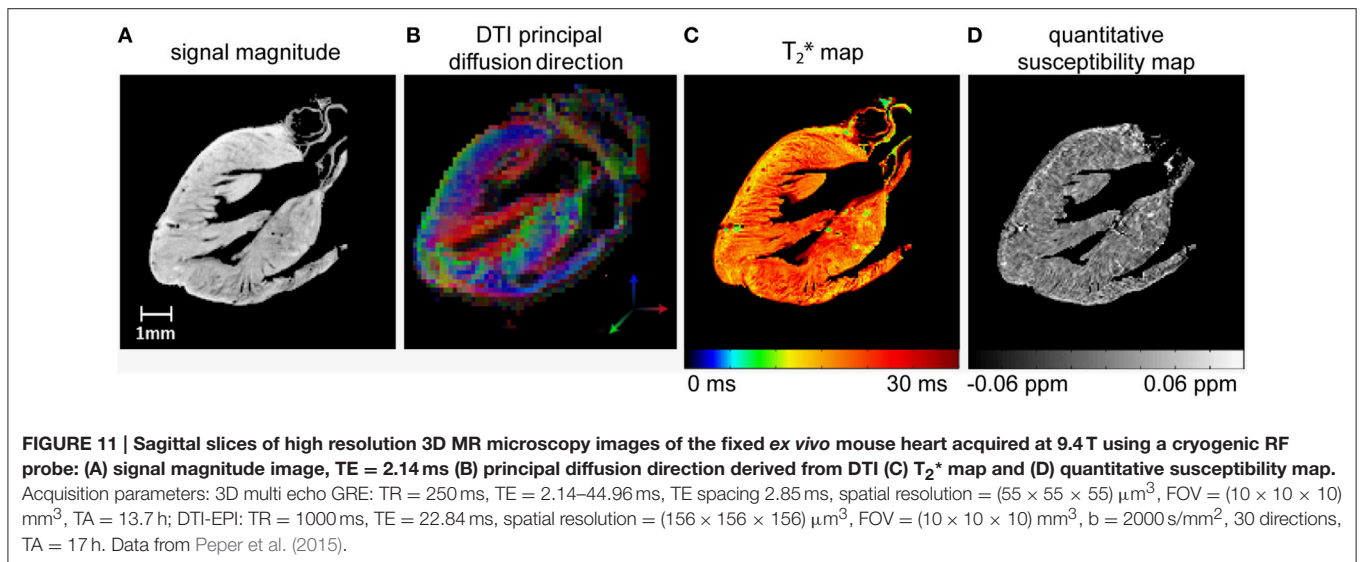 A
signal magnitude
B
DTI principal
diffusion direction
C
T₂* map
D
quantitative
susceptibility map
1mm
0 ms
30 ms
-0.06 ppm
0.06 ppm
FIGURE 11 | Sagittal slices of high resolution 3D MR microscopy images of the fixed ex vivo mouse heart acquired at 9.4 T using a cryogenic RF
probe: (A) signal magnitude image, TE = 2.14 ms (B) principal diffusion direction derived from DTI (C) T₂* map and (D) quantitative susceptibility map.
Acquisition parameters: 3D multi echo GRE: TR = 250 ms, TE = 2.14–44.96 ms, TE spacing 2.85 ms, spatial resolution = (55 × 55 × 55) μm³, FOV = (10 × 10 × 10)
mm³, TA = 13.7 h; DTI-EPI: TR = 1000 ms, TE = 22.84 ms, spatial resolution = (156 × 156 × 156) μm³, FOV = (10 × 10 × 10) mm³, b = 2000 s/mm², 30 directions,
TA = 17 h. Data from Peper et al. (2015).